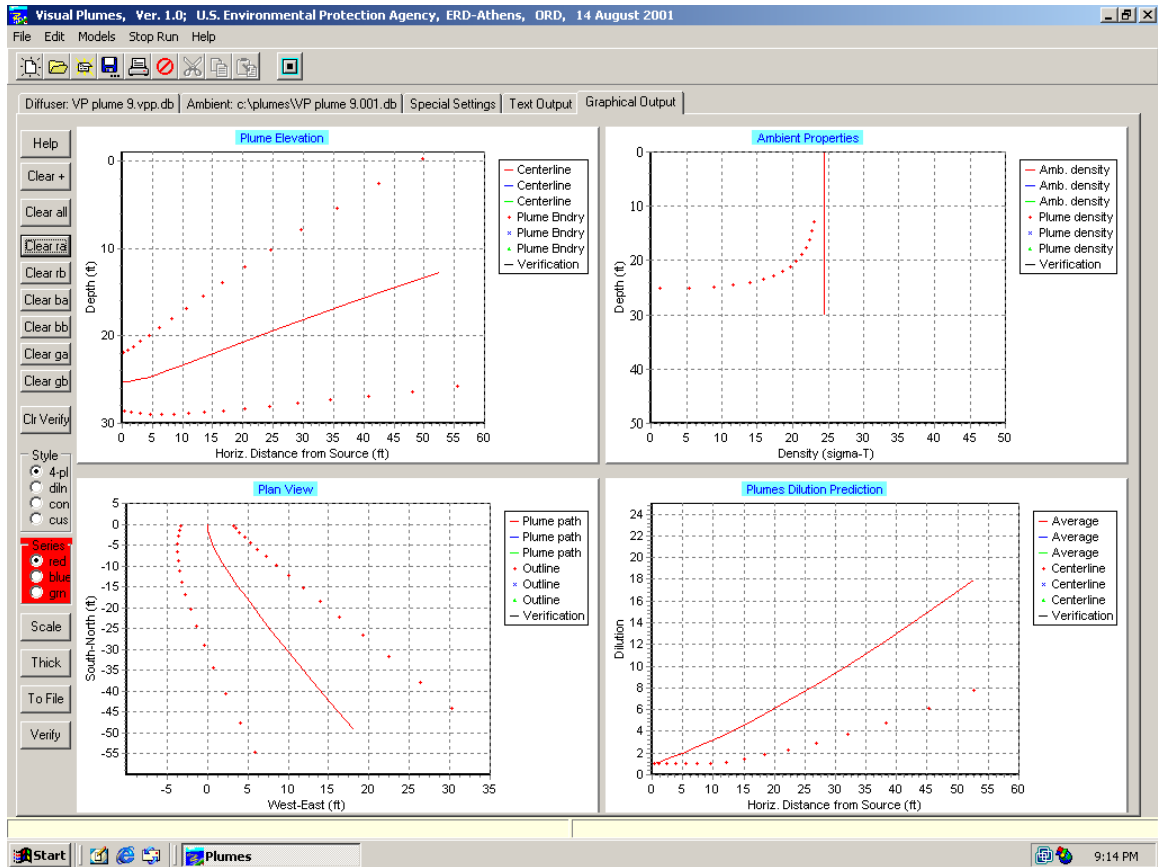 Visual Plumes, Ver. 1.0; U.S. Environmental Protection Agency, ERD-Athens, ORD, 14 August 2001
File Edit Models Stop Run Help
Diffuser: VP plume 9.vpp.db Ambient: c:\plumes\VP plume 9.001.db Special Settings Text Output Graphical Output
Help
Clear +
Clear all
Clear ra
Clear rb
Clear ba
Clear bb
Clear ga
Clear gb
Clr Verify
Style
4-pl
diln
con
cus
Series
red
blue
grn
Scale
Thick
To File
Verify
Plume Elevation
0
10
20
30
Depth (ft)
0 5 10 15 20 25 30 35 40 45 50 55 60
Horiz. Distance from Source (ft)
Centerline
Centerline
Centerline
Plume Bndry
Plume Bndry
Plume Bndry
Verification
Ambient Properties
0
10
20
30
40
50
Depth (ft)
0 5 10 15 20 25 30 35 40 45 50
Density (sigma-T)
Amb. density
Amb. density
Amb. density
Plume density
Plume density
Plume density
Verification
Plan View
5
0
-5
-10
-15
-20
-25
-30
-35
-40
-45
-50
-55
South-North (ft)
-5 0 5 10 15 20 25 30 35
West-East (ft)
Plume path
Plume path
Plume path
Outline
Outline
Outline
Verification
Plumes Dilution Prediction
24
22
20
18
16
14
12
10
8
6
4
2
0
Dilution
0 5 10 15 20 25 30 35 40 45 50 55 60
Horiz. Distance from Source (ft)
Average
Average
Average
Centerline
Centerline
Centerline
Verification
Start Plumes 9:14 PM